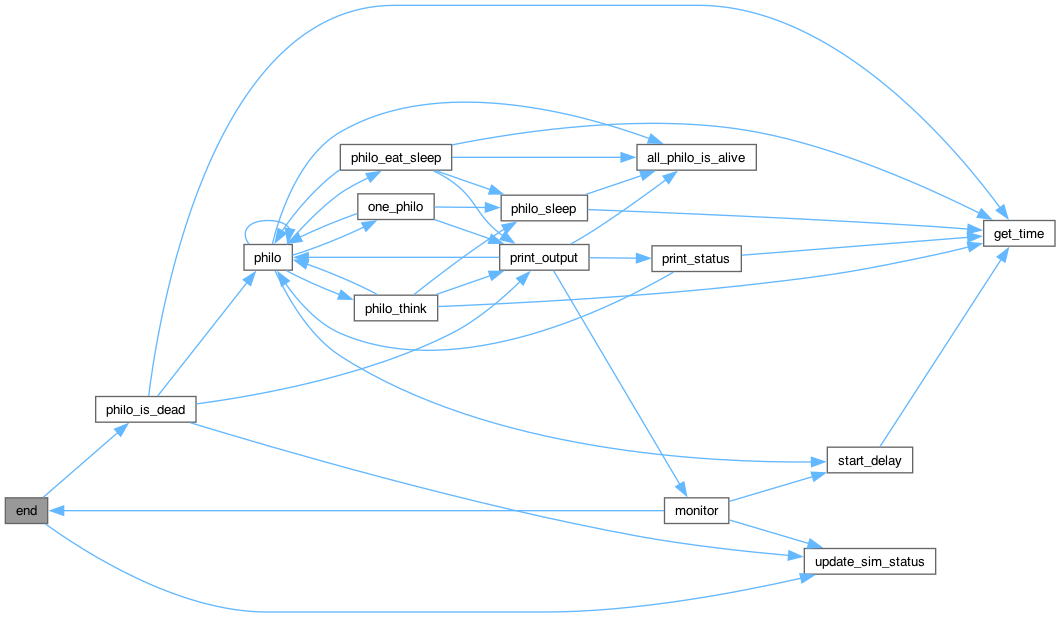 philo_eat_sleep
all_philo_is_alive
one_philo
philo_sleep
get_time
philo
print_output
print_status
philo_think
philo_is_dead
start_delay
end
monitor
update_sim_status